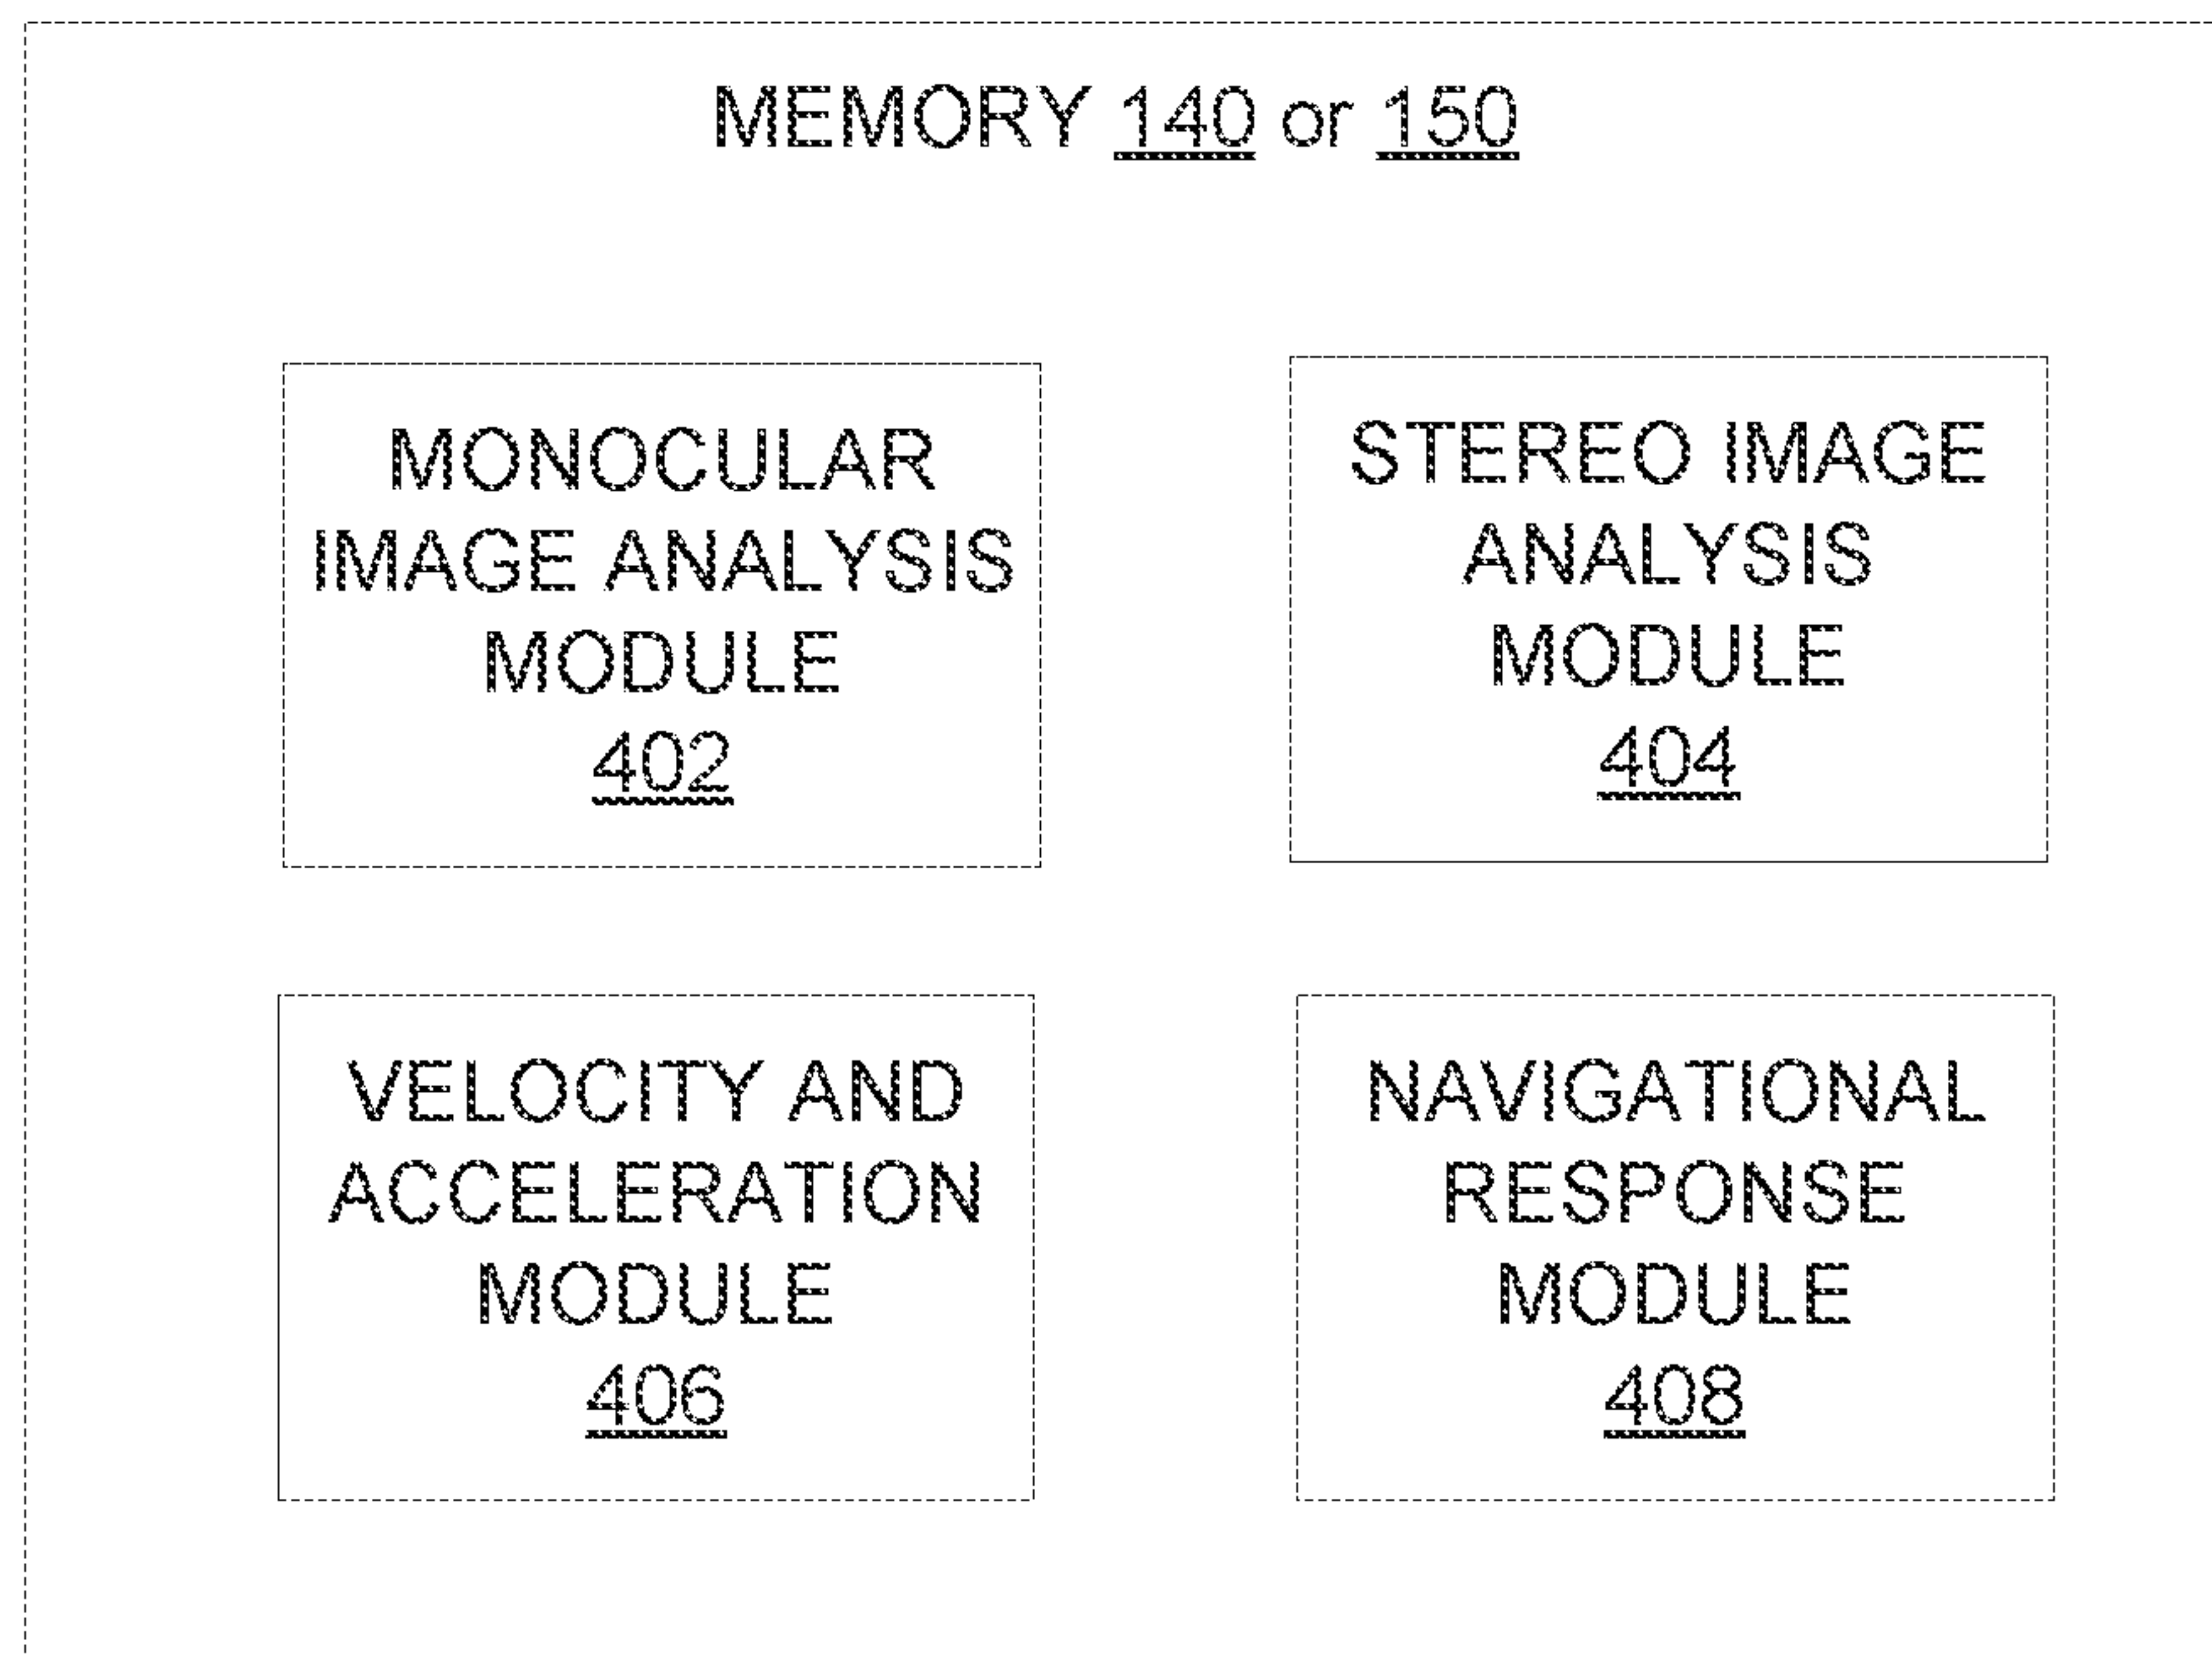 MEMORY 140 or 150
MONOCULAR
IMAGE ANALYSIS
MODULE
402
STEREO IMAGE
ANALYSIS
MODULE
404
VELOCITY AND
ACCELERATION
MODULE
406
NAVIGATIONAL
RESPONSE
MODULE
408